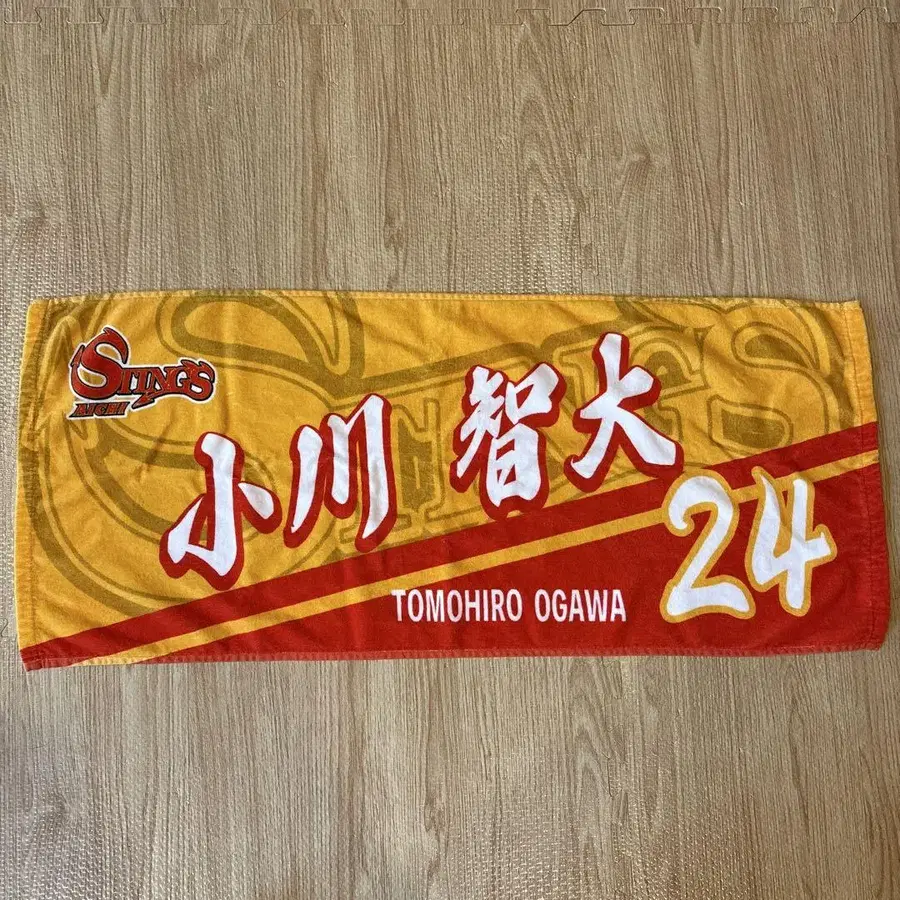 STINGS
AICHI
小川 智大
24
TOMOHIRO OGAWA